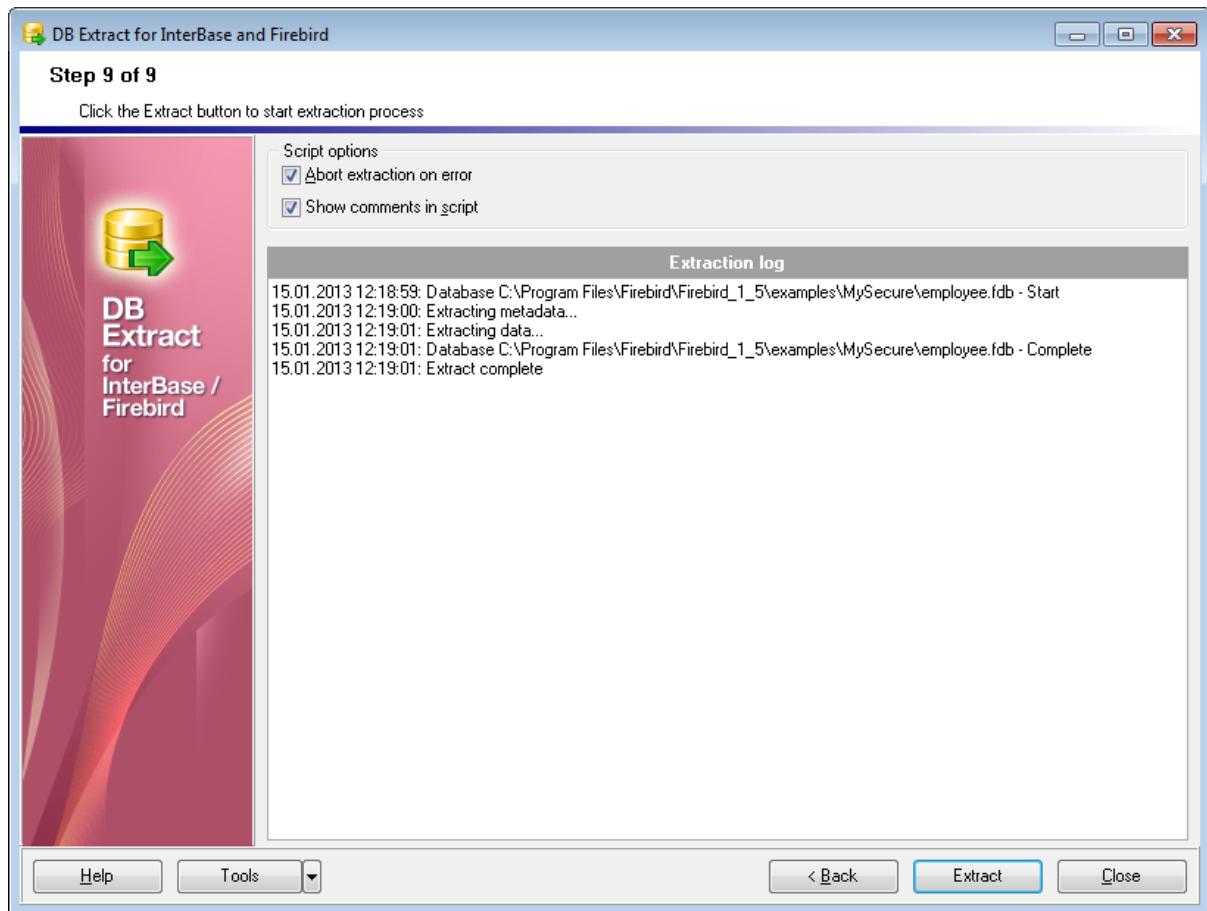 DB Extract for InterBase and Firebird
Step 9 of 9
Click the Extract button to start extraction process
DB
Extract
for
InterBase /
Firebird
Script options
Abort extraction on error
Show comments in script
Extraction log
15.01.2013 12:18:59: Database C:\Program Files\Firebird\Firebird_1_5\examples\MySecure\employee.fdb - Start
15.01.2013 12:19:00: Extracting metadata...
15.01.2013 12:19:01: Extracting data...
15.01.2013 12:19:01: Database C:\Program Files\Firebird\Firebird_1_5\examples\MySecure\employee.fdb - Complete
15.01.2013 12:19:01: Extract complete
Help Tools < Back Extract Close